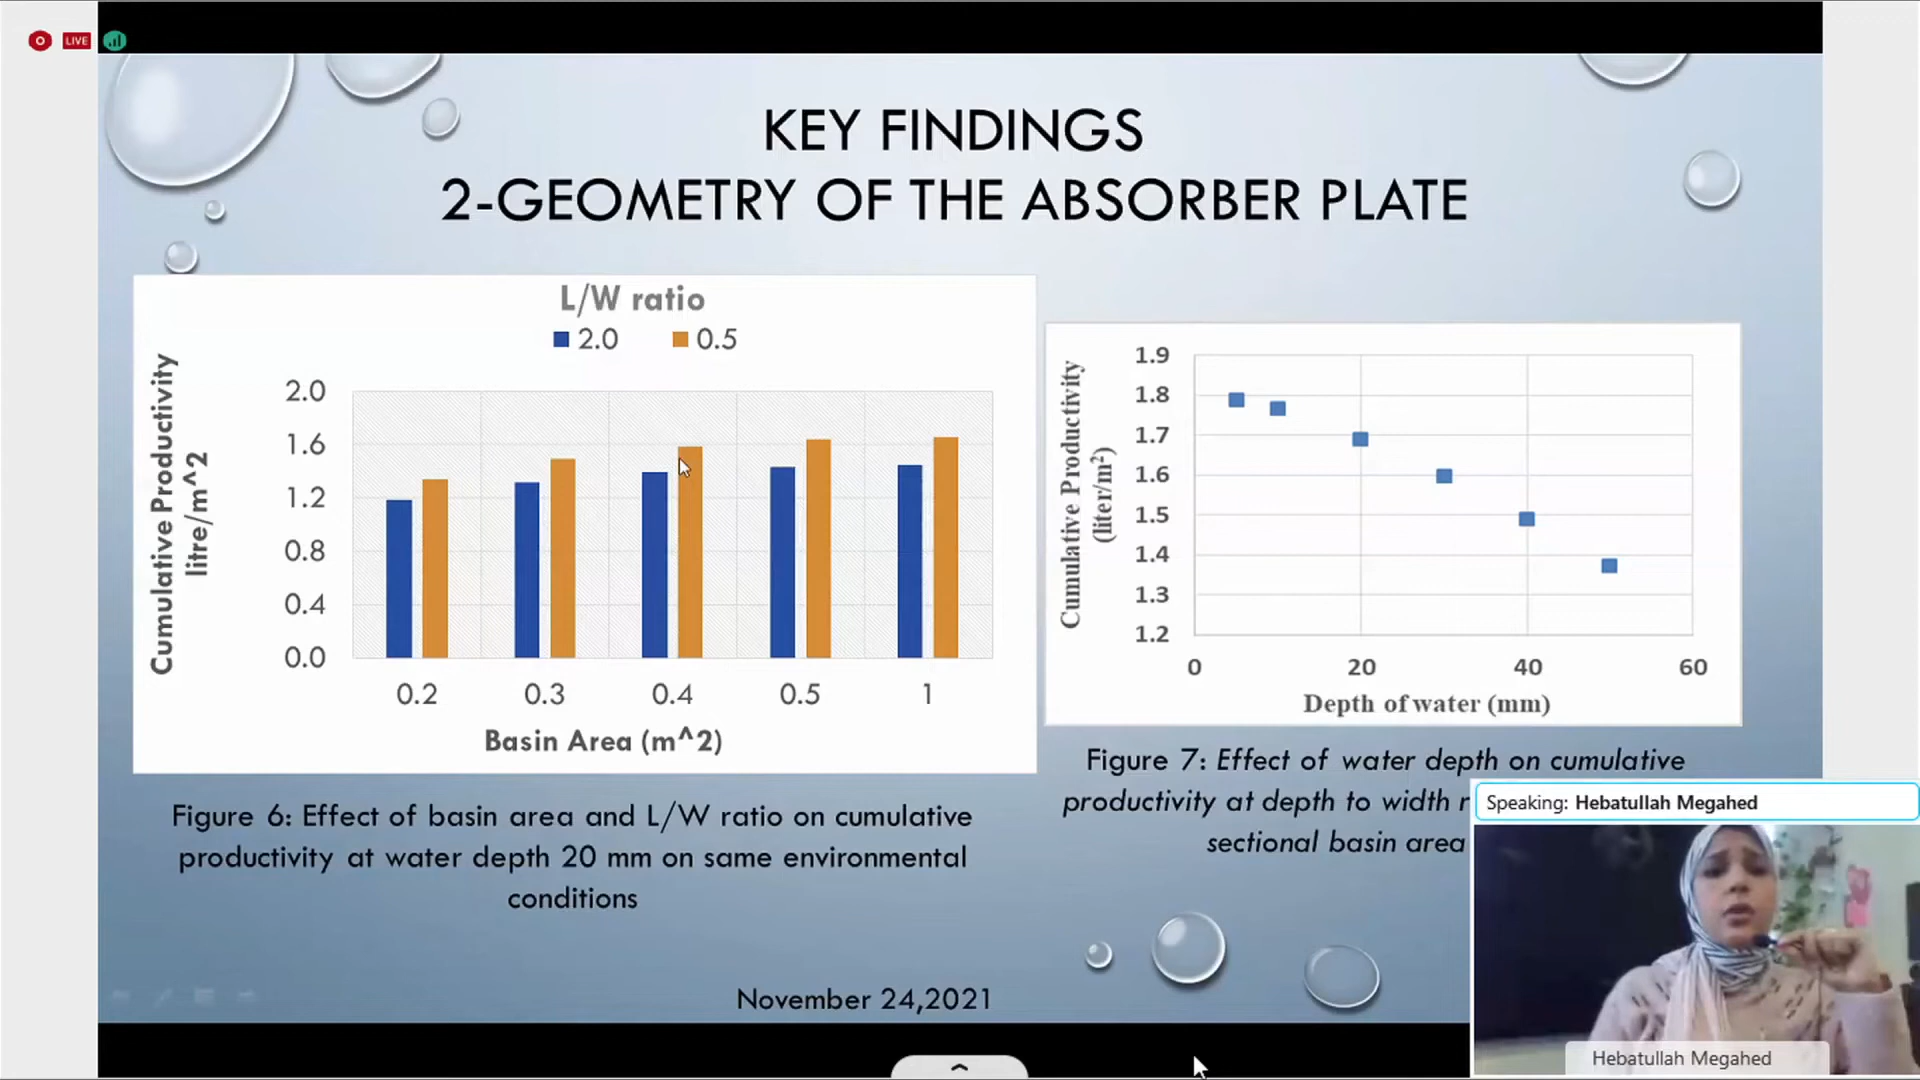 LIVE
KEY FINDINGS
2-GEOMETRY OF THE ABSORBER PLATE
L/W ratio
2.0 0.5
Cumulative Productivity
litre/m^2
2.0
1.6
1.2
0.8
0.4
0.0
0.2 0.3 0.4 0.5 1
Basin Area (m^2)
Figure 6: Effect of basin area and L/W ratio on cumulative
productivity at water depth 20 mm on same environmental
conditions
Cumulative Productivity
(liter/m²)
1.9
1.8
1.7
1.6
1.5
1.4
1.3
1.2
0 20 40 60
Depth of water (mm)
Figure 7: Effect of water depth on cumulative
productivity at depth to width
sectional basin area
November 24,2021
Speaking: Hebatullah Megahed
Hebatullah Megahed